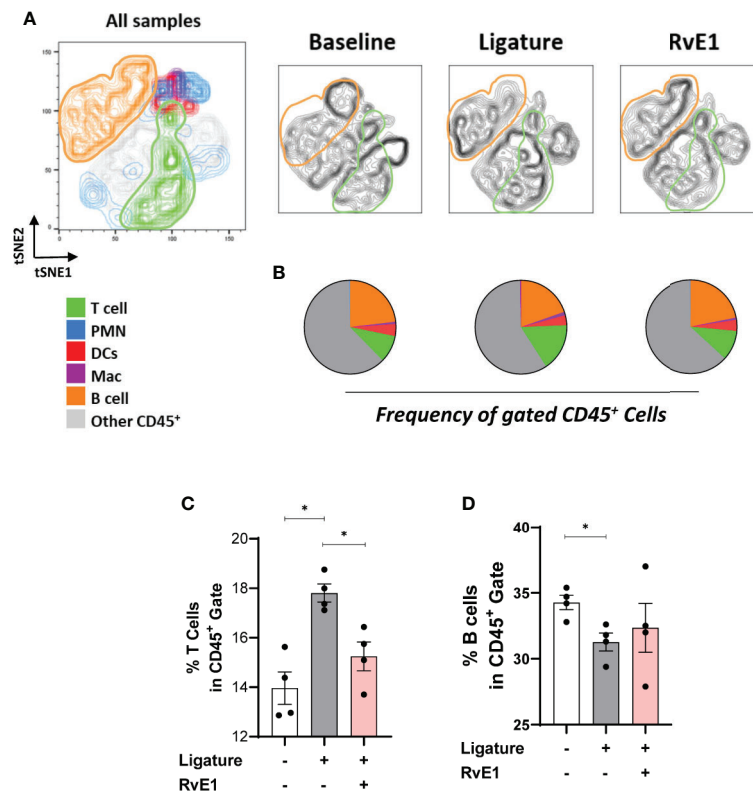 A
All samples
Baseline
Ligature
RvE1
150
100
50
0
0
50
100
150
tSNE2
tSNE1
T cell
PMN
DCs
Mac
B cell
Other CD45+
B
Frequency of gated CD45+ Cells
C
% T Cells
in CD45+ Gate
20
18
16
14
12
*
*
Ligature - + +
RvE1 - - +
D
% B cells
in CD45+ Gate
40
35
30
25
*
Ligature - + +
RvE1 - - +